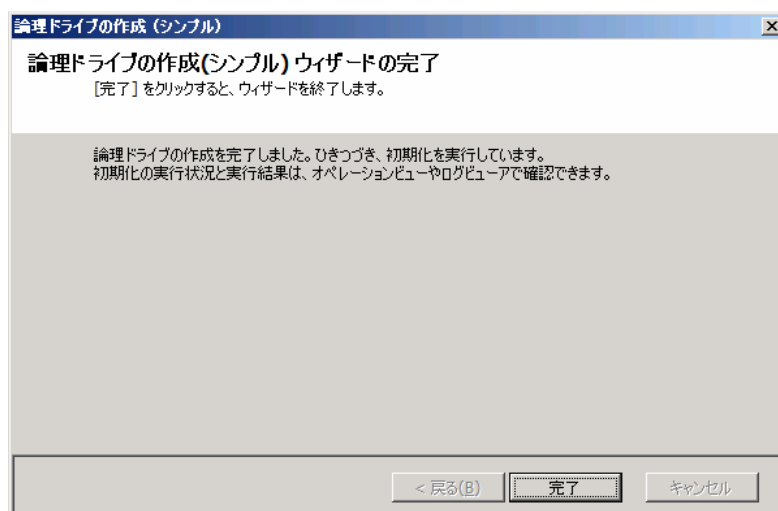 論理ドライブの作成（シンプル）
論理ドライブの作成(シンプル) ウィザードの完了
[完了] をクリックすると、ウィザードを終了します。
論理ドライブの作成を完了しました。ひきつづき、初期化を実行しています。
初期化の実行状況と実行結果は、オペレーションビューやログビューアで確認できます。
< 戻る(B)
完了
キャンセル